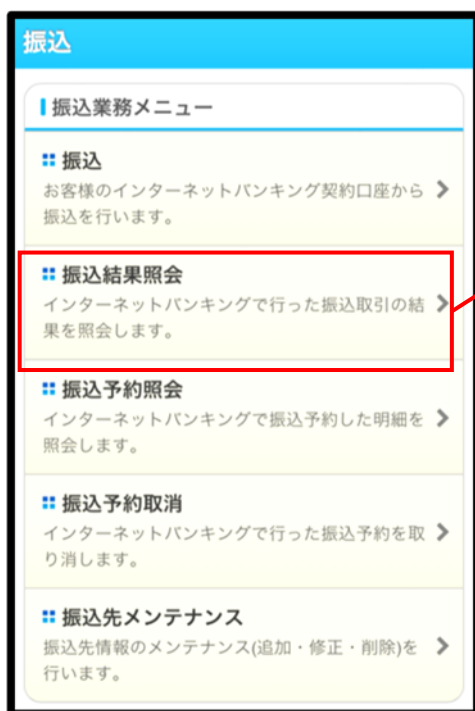 振込
振込業務メニュー
振込
お客様のインターネットバンキング契約口座から
振込を行います。
振込結果照会
インターネットバンキングで行った振込取引の結
果を照会します。
振込予約照会
インターネットバンキングで振込予約した明細を
照会します。
振込予約取消
インターネットバンキングで行った振込予約を取
り消します。
振込先メンテナンス
振込先情報のメンテナンス(追加・修正・削除)を
行います。